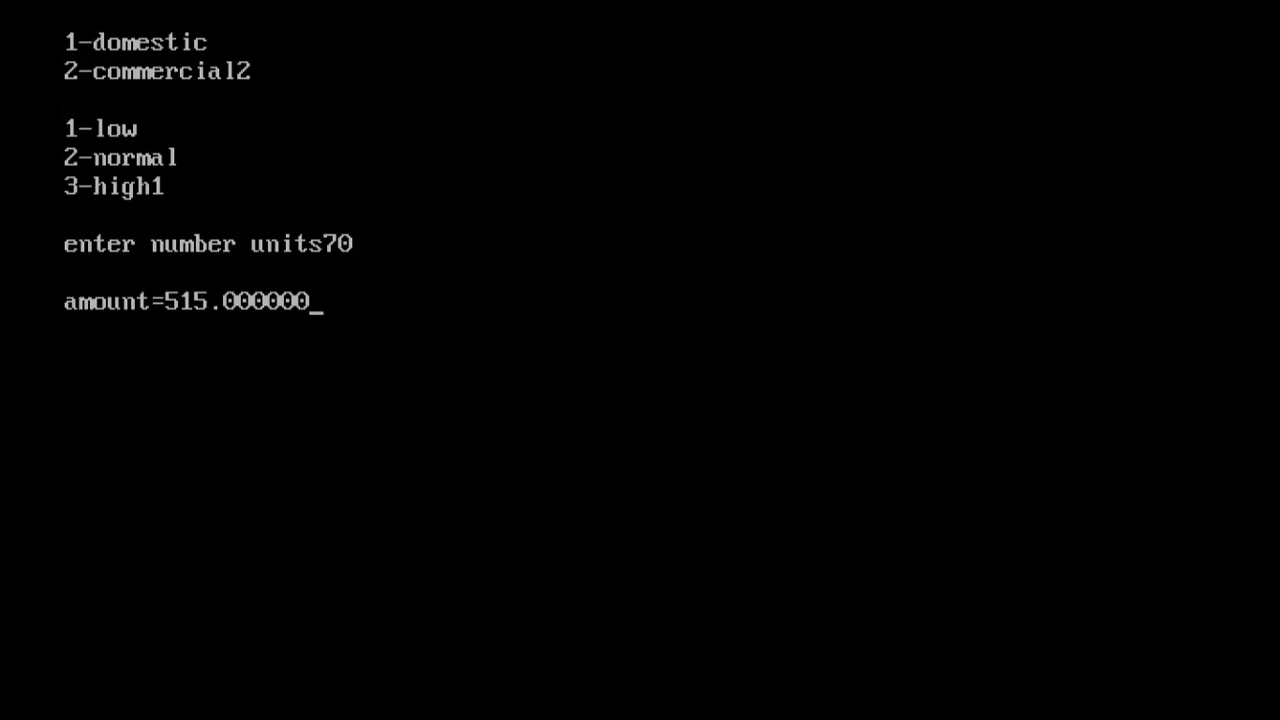 1-domestic
2-commercial2
1-low
2-normal
3-high1
enter number units70
amount=515.000000_